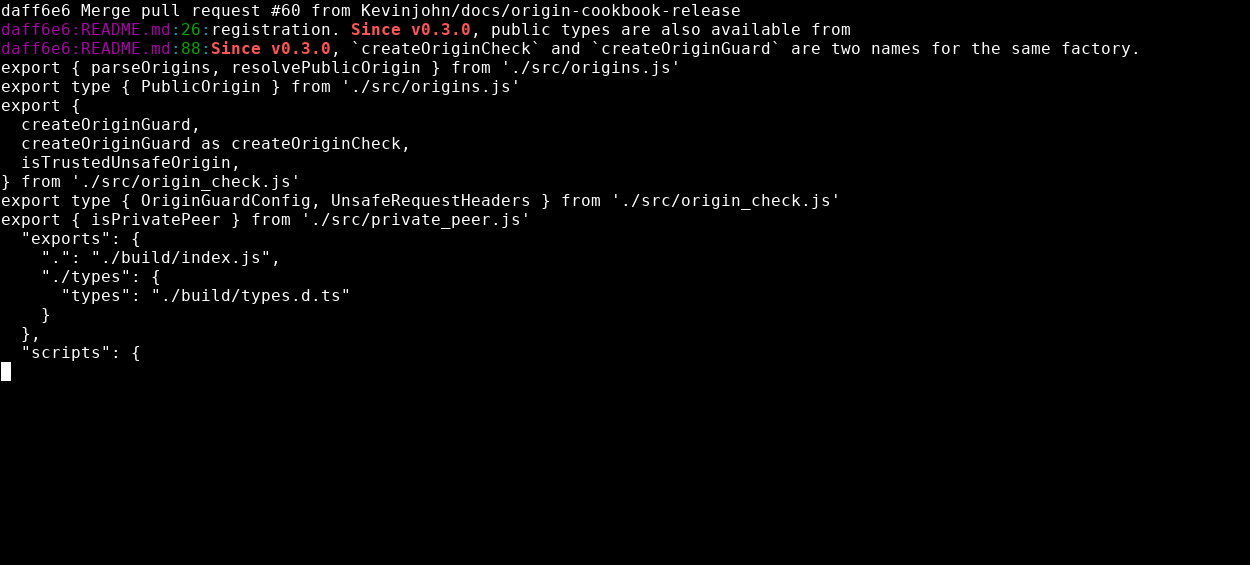 daff6e6 Merge pull request #60 from Kevinjohn/docs/origin-cookbook-release
daff6e6:README.md:26:registration. Since v0.3.0, public types are also available from
daff6e6:README.md:88:Since v0.3.0, `createOriginCheck` and `createOriginGuard` are two names for the same factory.
export { parseOrigins, resolvePublicOrigin } from './src/origins.js'
export type { PublicOrigin } from './src/origins.js'
export {
  createOriginGuard,
  createOriginGuard as createOriginCheck,
  isTrustedUnsafeOrigin,
} from './src/origin_check.js'
export type { OriginGuardConfig, UnsafeRequestHeaders } from './src/origin_check.js'
export { isPrivatePeer } from './src/private_peer.js'
  "exports": {
    ".": "./build/index.js",
    "./types": {
      "types": "./build/types.d.ts"
    }
  },
  "scripts": {